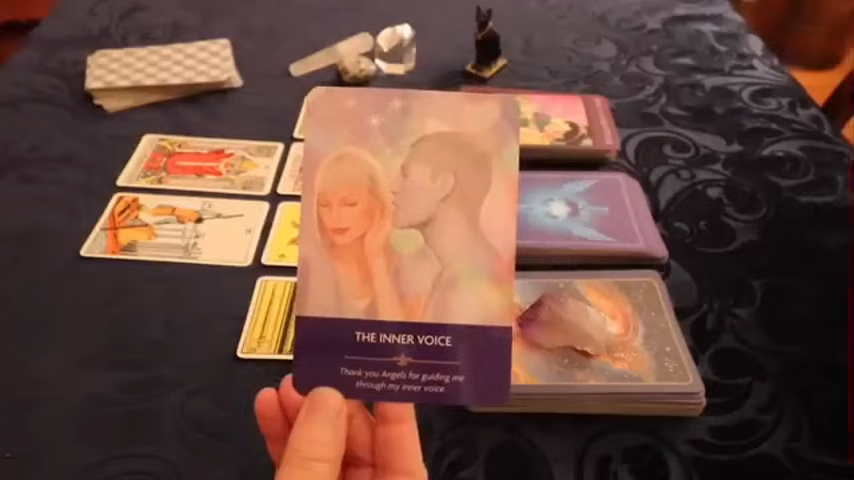 THE INNER VOICE
Thank you Angels for guiding me
through my inner voice